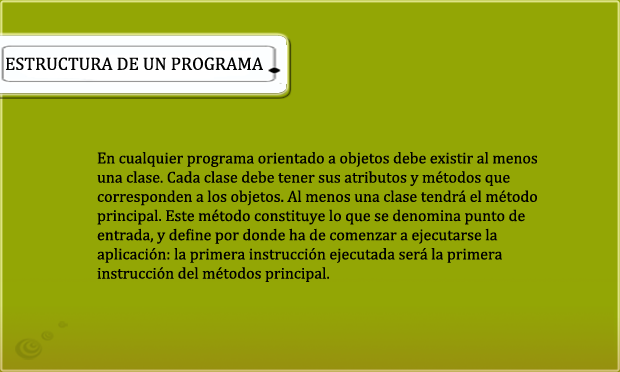 ESTRUCTURA DE UN PROGRAMA
En cualquier programa orientado a objetos debe existir al menos
una clase. Cada clase debe tener sus atributos y métodos que
corresponden a los objetos. Al menos una clase tendrá el método
principal. Este método constituye lo que se denomina punto de
entrada, y define por donde ha de comenzar a ejecutarse la
aplicación: la primera instrucción ejecutada será la primera
instrucción del métodos principal.